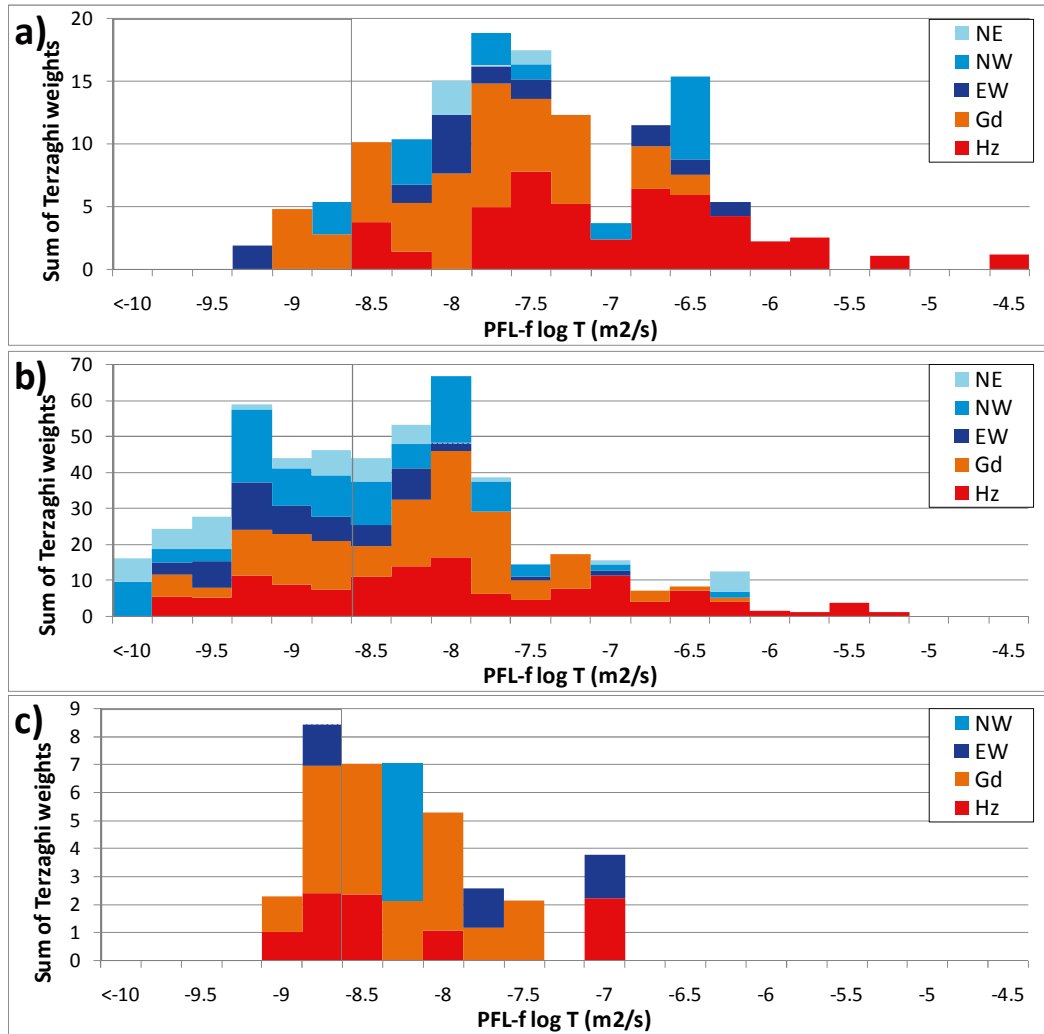 a)
Sum of Terzaghi weights
20
15
10
5
0
NE
NW
EW
Gd
Hz
<-10 -9.5 -9 -8.5 -8 -7.5 -7 -6.5 -6 -5.5 -5 -4.5
PFL-f log T (m2/s)
b)
Sum of Terzaghi weights
70
60
50
40
30
20
10
0
NE
NW
EW
Gd
Hz
<-10 -9.5 -9 -8.5 -8 -7.5 -7 -6.5 -6 -5.5 -5 -4.5
PFL-f log T (m2/s)
c)
Sum of Terzaghi weights
9
8
7
6
5
4
3
2
1
0
NW
EW
Gd
Hz
<-10 -9.5 -9 -8.5 -8 -7.5 -7 -6.5 -6 -5.5 -5 -4.5
PFL-f log T (m2/s)